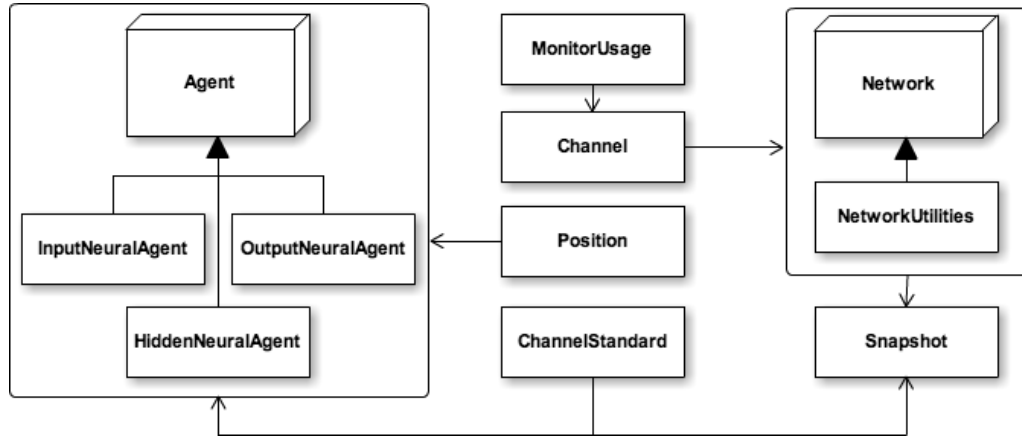 Agent
InputNeuralAgent
OutputNeuralAgent
HiddenNeuralAgent
MonitorUsage
Channel
Position
ChannelStandard
Network
NetworkUtilities
Snapshot